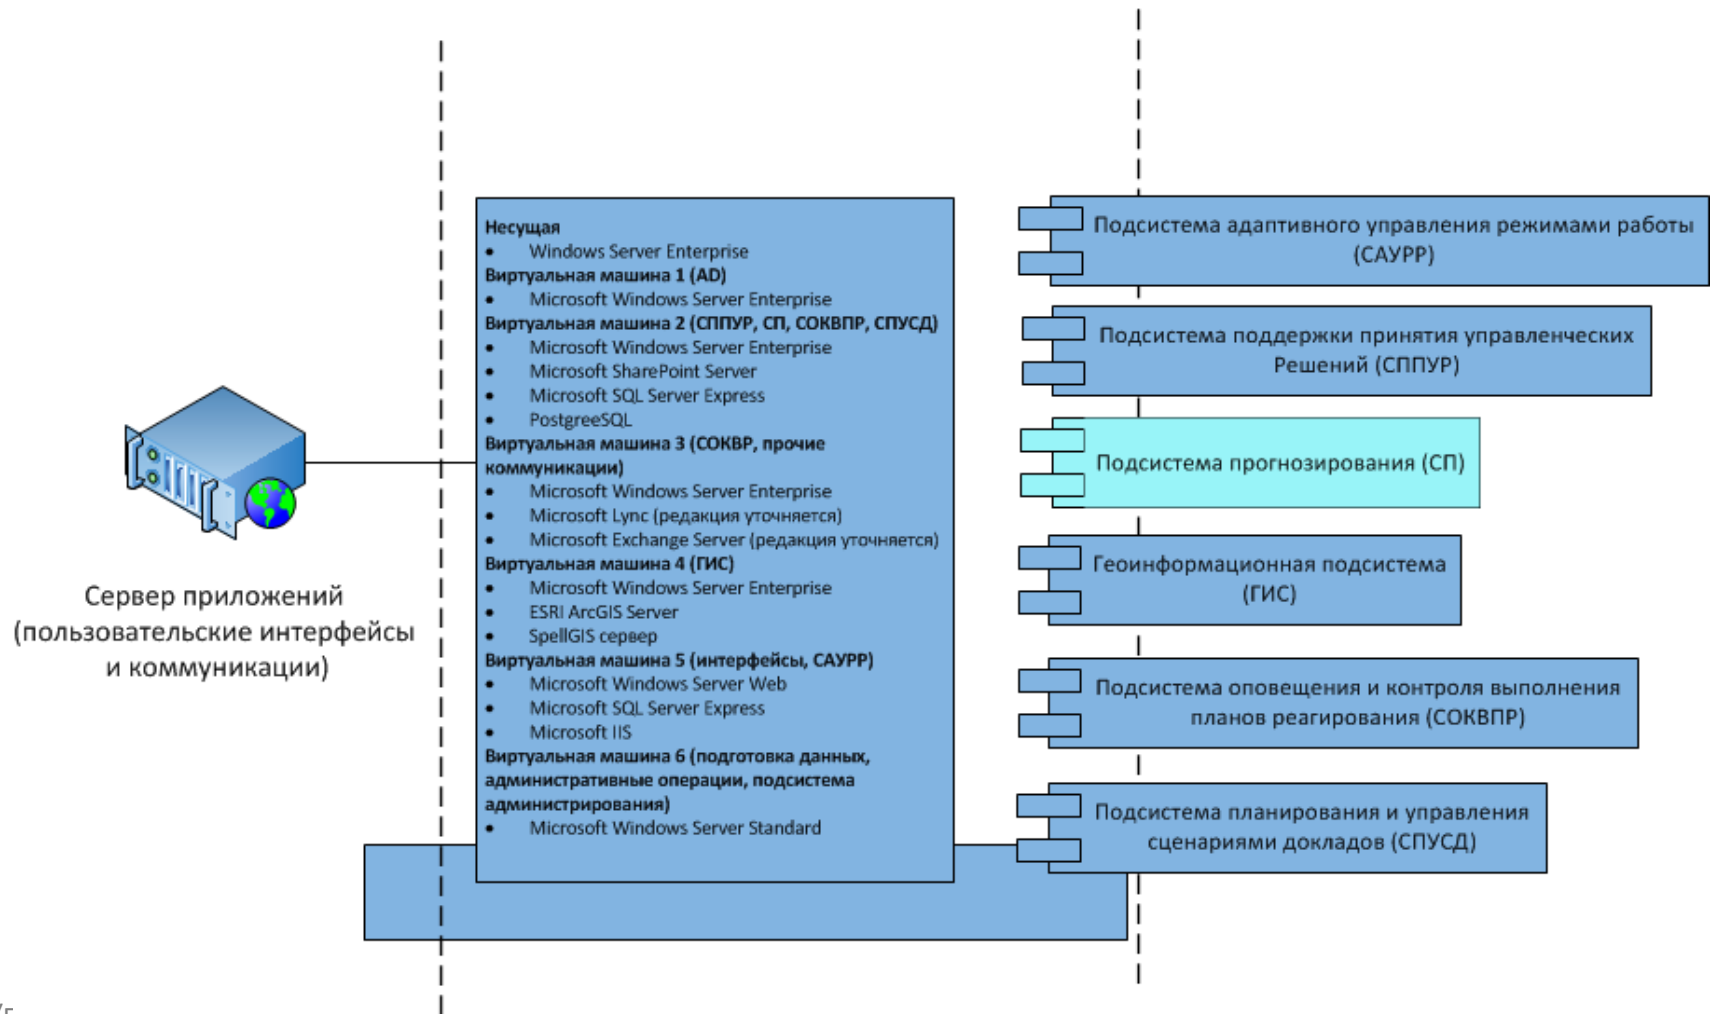 Сервер приложений
(пользовательские интерфейсы
и коммуникации)
Несущая
• Windows Server Enterprise
Виртуальная машина 1 (AD)
• Microsoft Windows Server Enterprise
Виртуальная машина 2 (СППУР, СП, СОКВПР, СПУСД)
• Microsoft Windows Server Enterprise
• Microsoft SharePoint Server
• Microsoft SQL Server Express
• PostgreeSQL
Виртуальная машина 3 (СОКВР, прочие
коммуникации)
• Microsoft Windows Server Enterprise
• Microsoft Lync (редакция уточняется)
• Microsoft Exchange Server (редакция уточняется)
Виртуальная машина 4 (ГИС)
• Microsoft Windows Server Enterprise
• ESRI ArcGIS Server
• SpellGIS сервер
Виртуальная машина 5 (интерфейсы, САУРР)
• Microsoft Windows Server Web
• Microsoft SQL Server Express
• Microsoft IIS
Виртуальная машина 6 (подготовка данных,
административные операции, подсистема
администрирования)
• Microsoft Windows Server Standard
Подсистема адаптивного управления режимами работы
(САУРР)
Подсистема поддержки принятия управленческих
Решений (СППУР)
Подсистема прогнозирования (СП)
Геоинформационная подсистема
(ГИС)
Подсистема оповещения и контроля выполнения
планов реагирования (СОКВПР)
Подсистема планирования и управления
сценариями докладов (СПУСД)